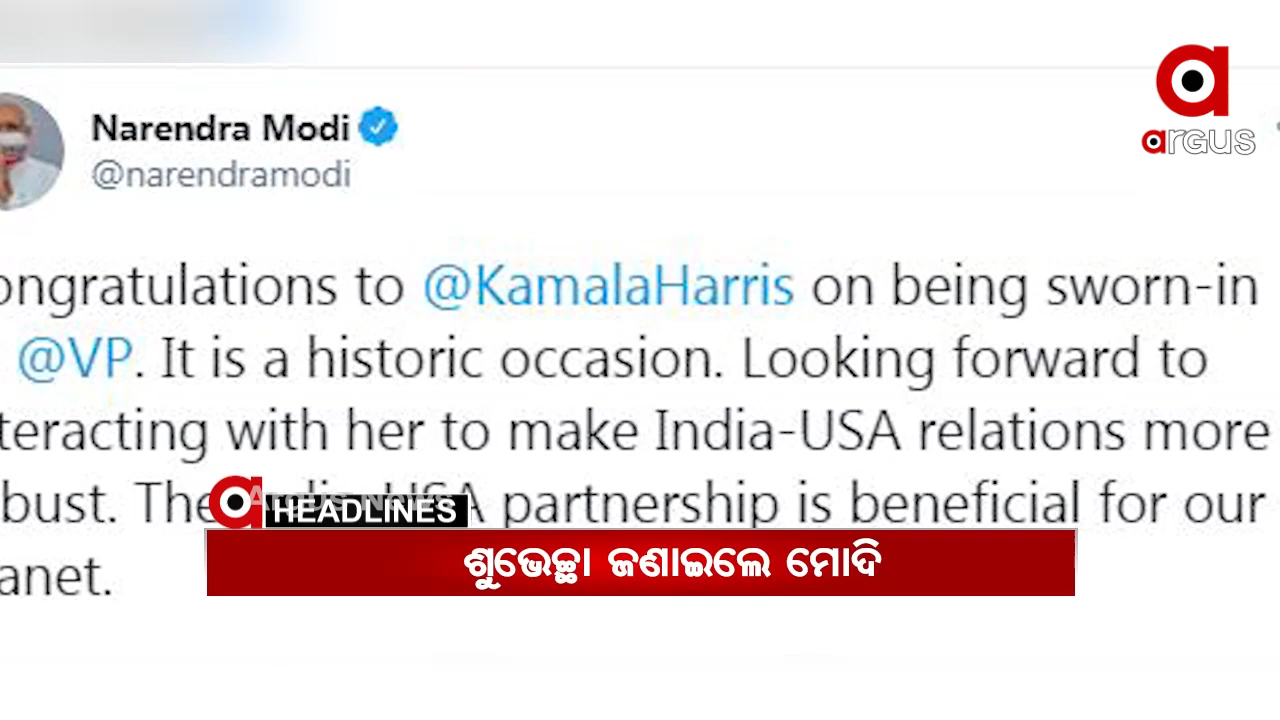 Narendra Modi
@narendramodi
argus
ongratulations to @KamalaHarris on being sworn-in
@VP. It is a historic occasion. Looking forward to
teracting with her to make India-USA relations more
bust. The USA partnership is beneficial for our
anet.
HEADLINES
ଶୁଭେଚ୍ଛା ଜଣାଇଲେ ମୋଦି